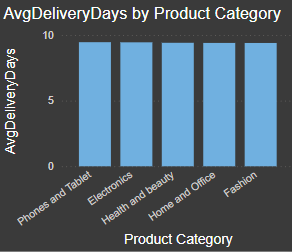 AvgDeliveryDays by Product Category
AvgDeliveryDays
10
5
0
Phones and Tablet
Electronics
Health and beauty
Home and Office
Fashion
Product Category